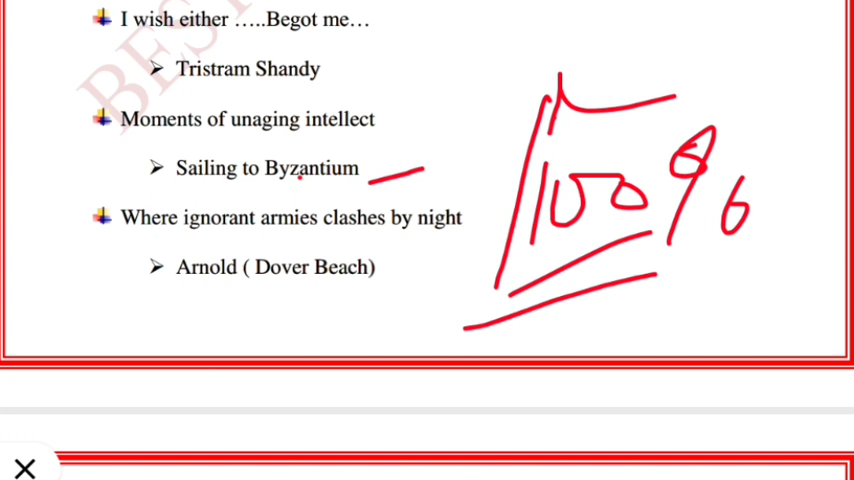 I wish either …..Begot me…
Tristram Shandy
Moments of unaging intellect
Sailing to Byzantium
100%
Where ignorant armies clashes by night
Arnold ( Dover Beach)
BEST